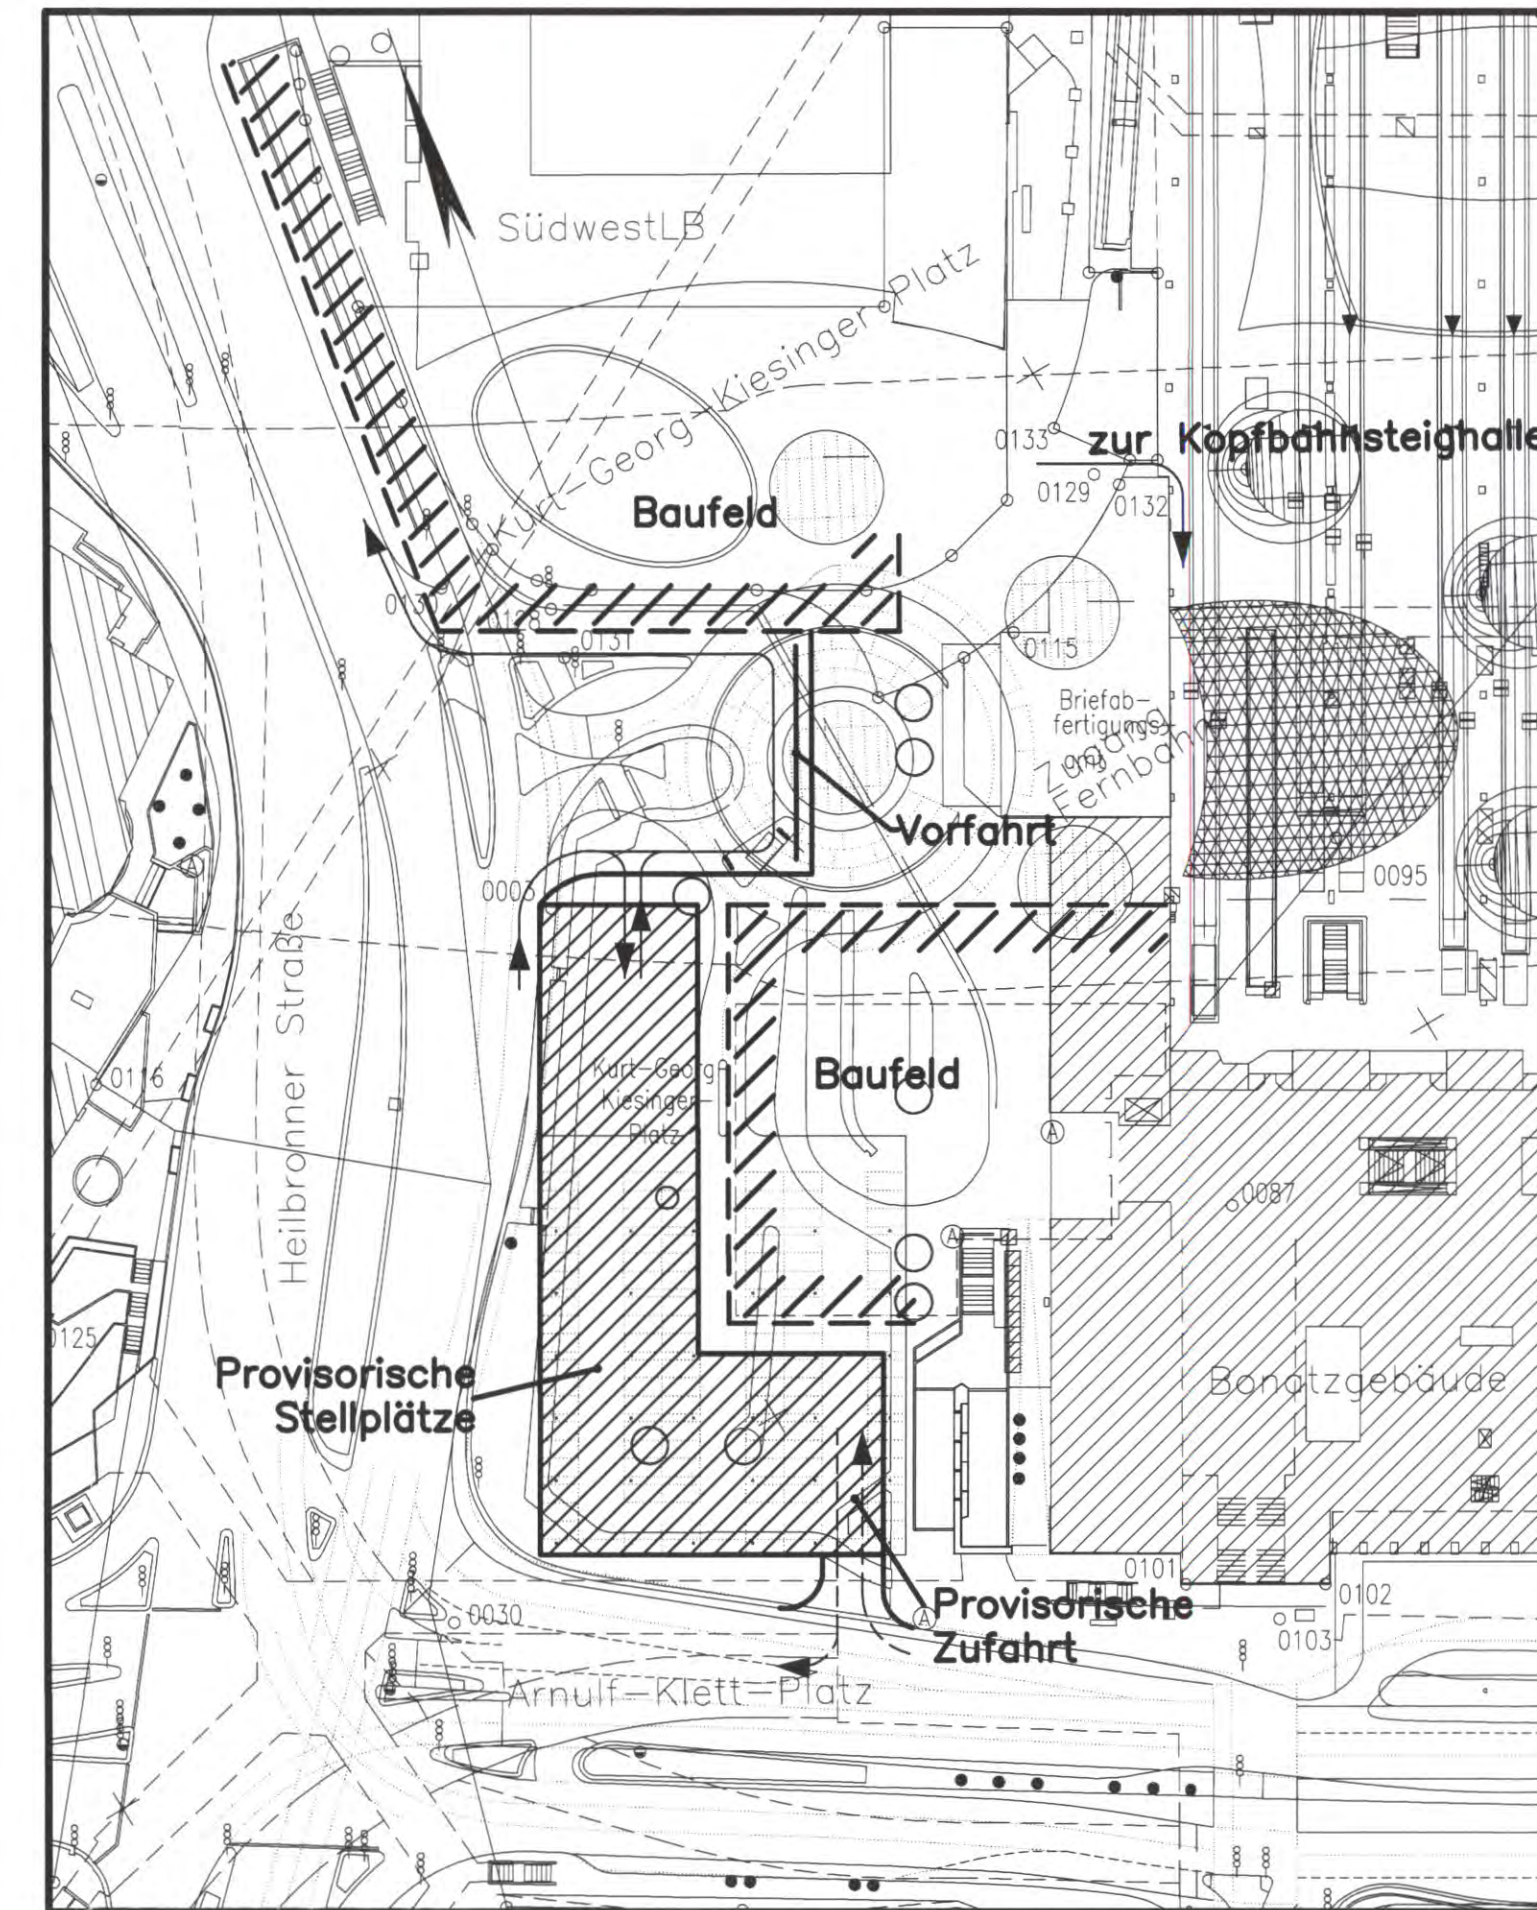 SüdwestLB
Kurt-Georg-Kiesinger-Platz
0133
zur Kopfbahnsteighalle
0129
0132
Baufeld
0131
0115
Briefab-
fertigungs-
Zugang
Fernbahn
Vorfahrt
0003
0095
Heilbronner Straße
Kurt-Georg-
Kiesinger-
Platz
Baufeld
0116
A
A
0087
0125
Provisorische
Stellplätze
Bonatzgebäude
0101
0102
0030
A
Provisorische
Zufahrt
0103
Arnulf-Klett-Platz